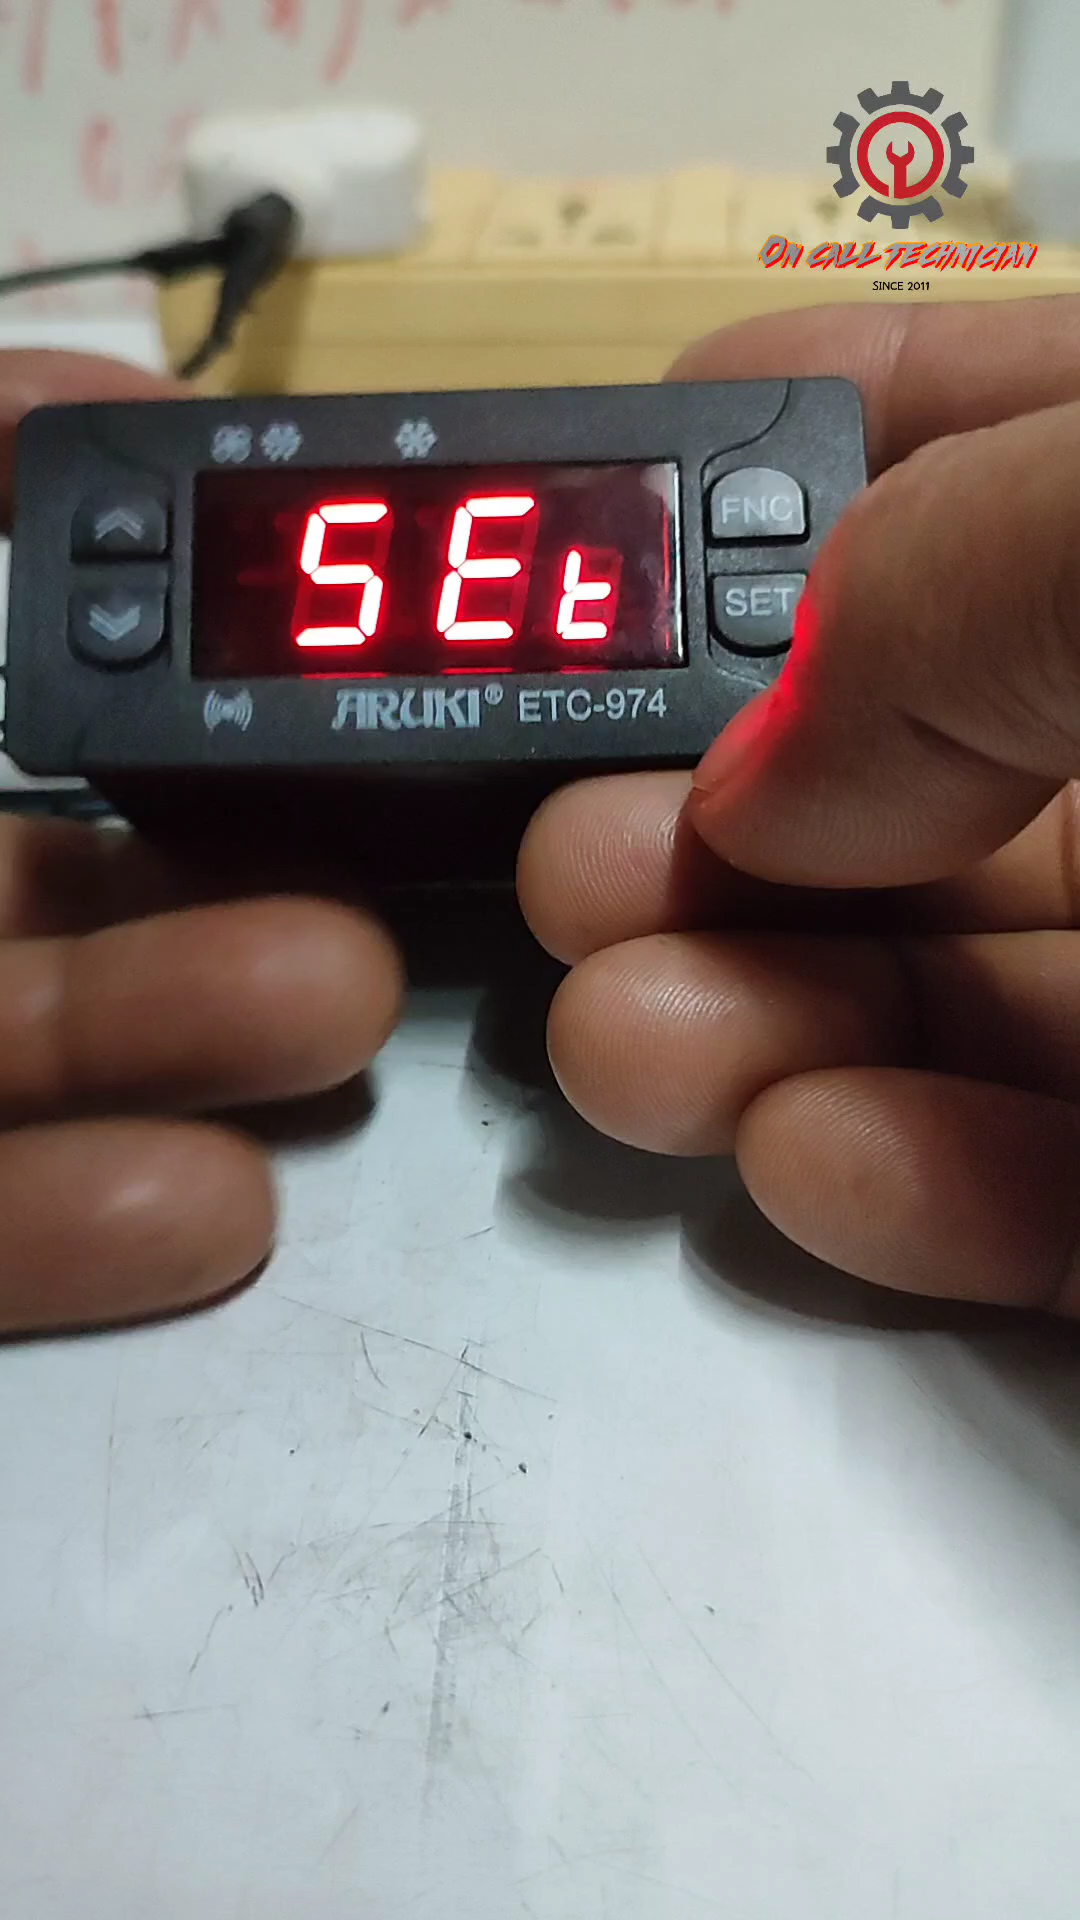 On call technician
Since 2011
SEt
FNC
SET
ARUKI® ETC-974